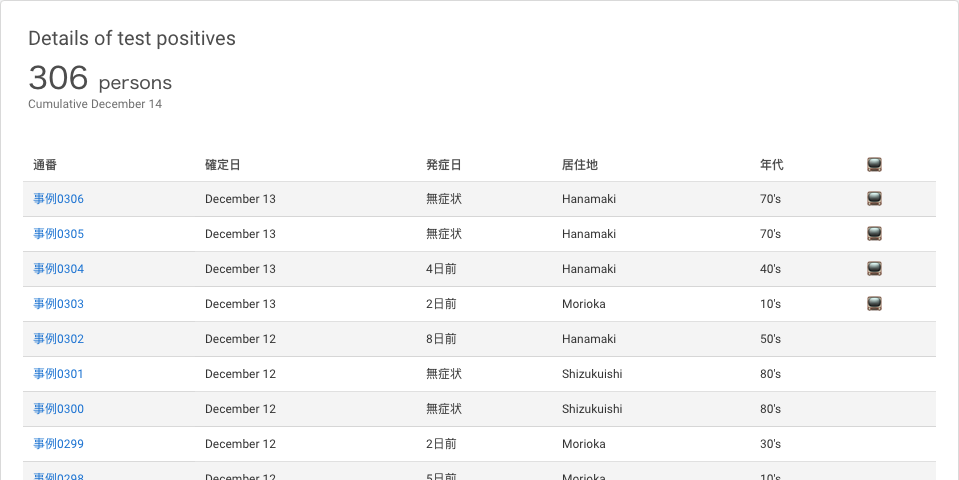 Details of test positives
306 persons
Cumulative December 14
通番 確定日 発症日 居住地 年代
事例0306 December 13 無症状 Hanamaki 70's
事例0305 December 13 無症状 Hanamaki 70's
事例0304 December 13 4日前 Hanamaki 40's
事例0303 December 13 2日前 Morioka 10's
事例0302 December 12 8日前 Hanamaki 50's
事例0301 December 12 無症状 Shizukuishi 80's
事例0300 December 12 無症状 Shizukuishi 80's
事例0299 December 12 2日前 Morioka 30's
事例0298 December 12 5日前 Morioka 10's